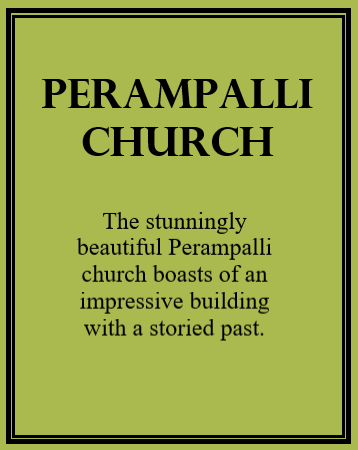 PERAMPALLI
CHURCH
The stunningly
beautiful Perampalli
church boasts of an
impressive building
with a storied past.